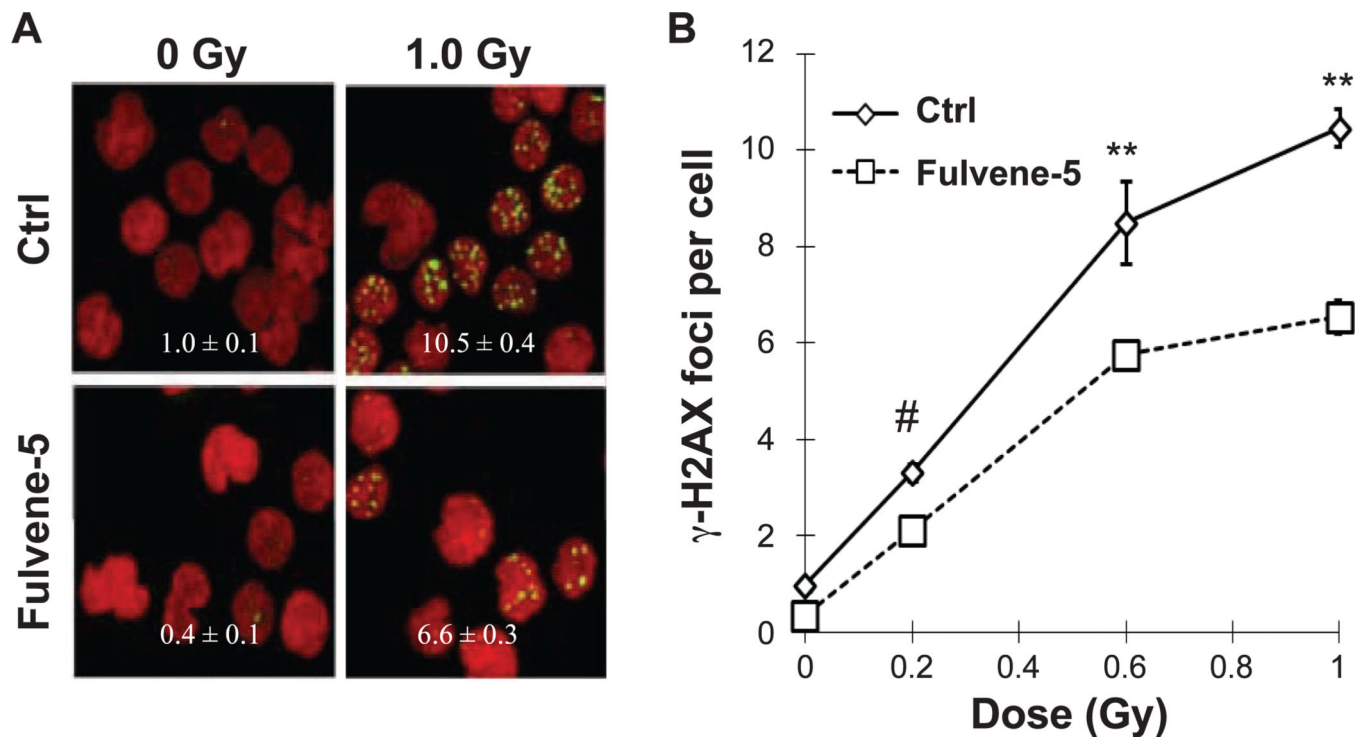 A
0 Gy
1.0 Gy
Ctrl
1.0 ± 0.1
10.5 ± 0.4
Fulvene-5
0.4 ± 0.1
6.6 ± 0.3
B
γ-H2AX foci per cell
12
10
8
6
4
2
0
Ctrl
Fulvene-5
#
**
**
0
0.2
0.4
0.6
0.8
1
Dose (Gy)